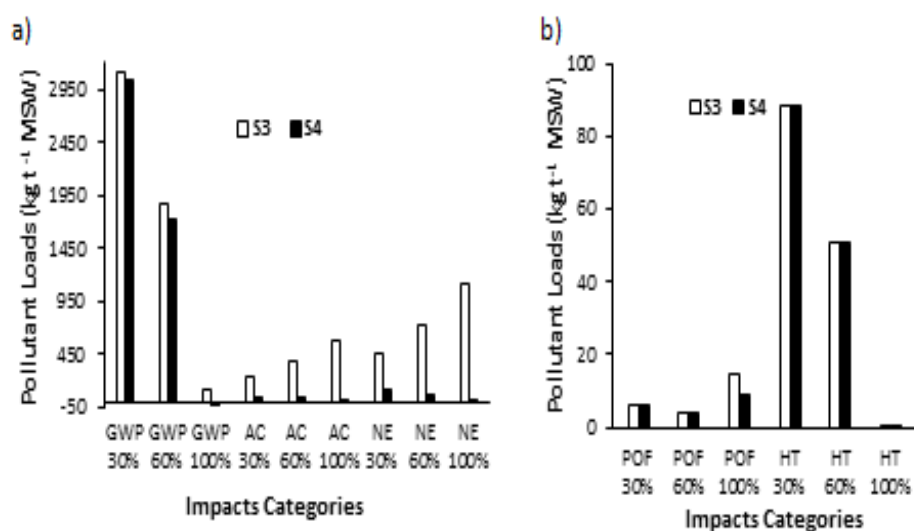 a)
Pollutant Loads (kg t⁻¹ MSW)
2950
2450
1950
1450
950
450
-50
S3 S4
GWP GWP GWP AC AC AC NE NE NE
30% 60% 100% 30% 60% 100% 30% 60% 100%
Impacts Categories
b)
Pollutant Loads (kg t⁻¹ MSW)
100
80
60
40
20
0
S3 S4
POF POF POF HT HT HT
30% 60% 100% 30% 60% 100%
Impacts Categories